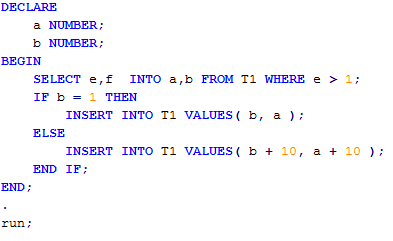 DECLARE
    a NUMBER;
    b NUMBER;
BEGIN
    SELECT e,f  INTO a,b FROM T1 WHERE e > 1;
    IF b = 1 THEN
        INSERT INTO T1 VALUES( b, a );
    ELSE
        INSERT INTO T1 VALUES( b + 10, a + 10 );
    END IF;
END;
.
run;